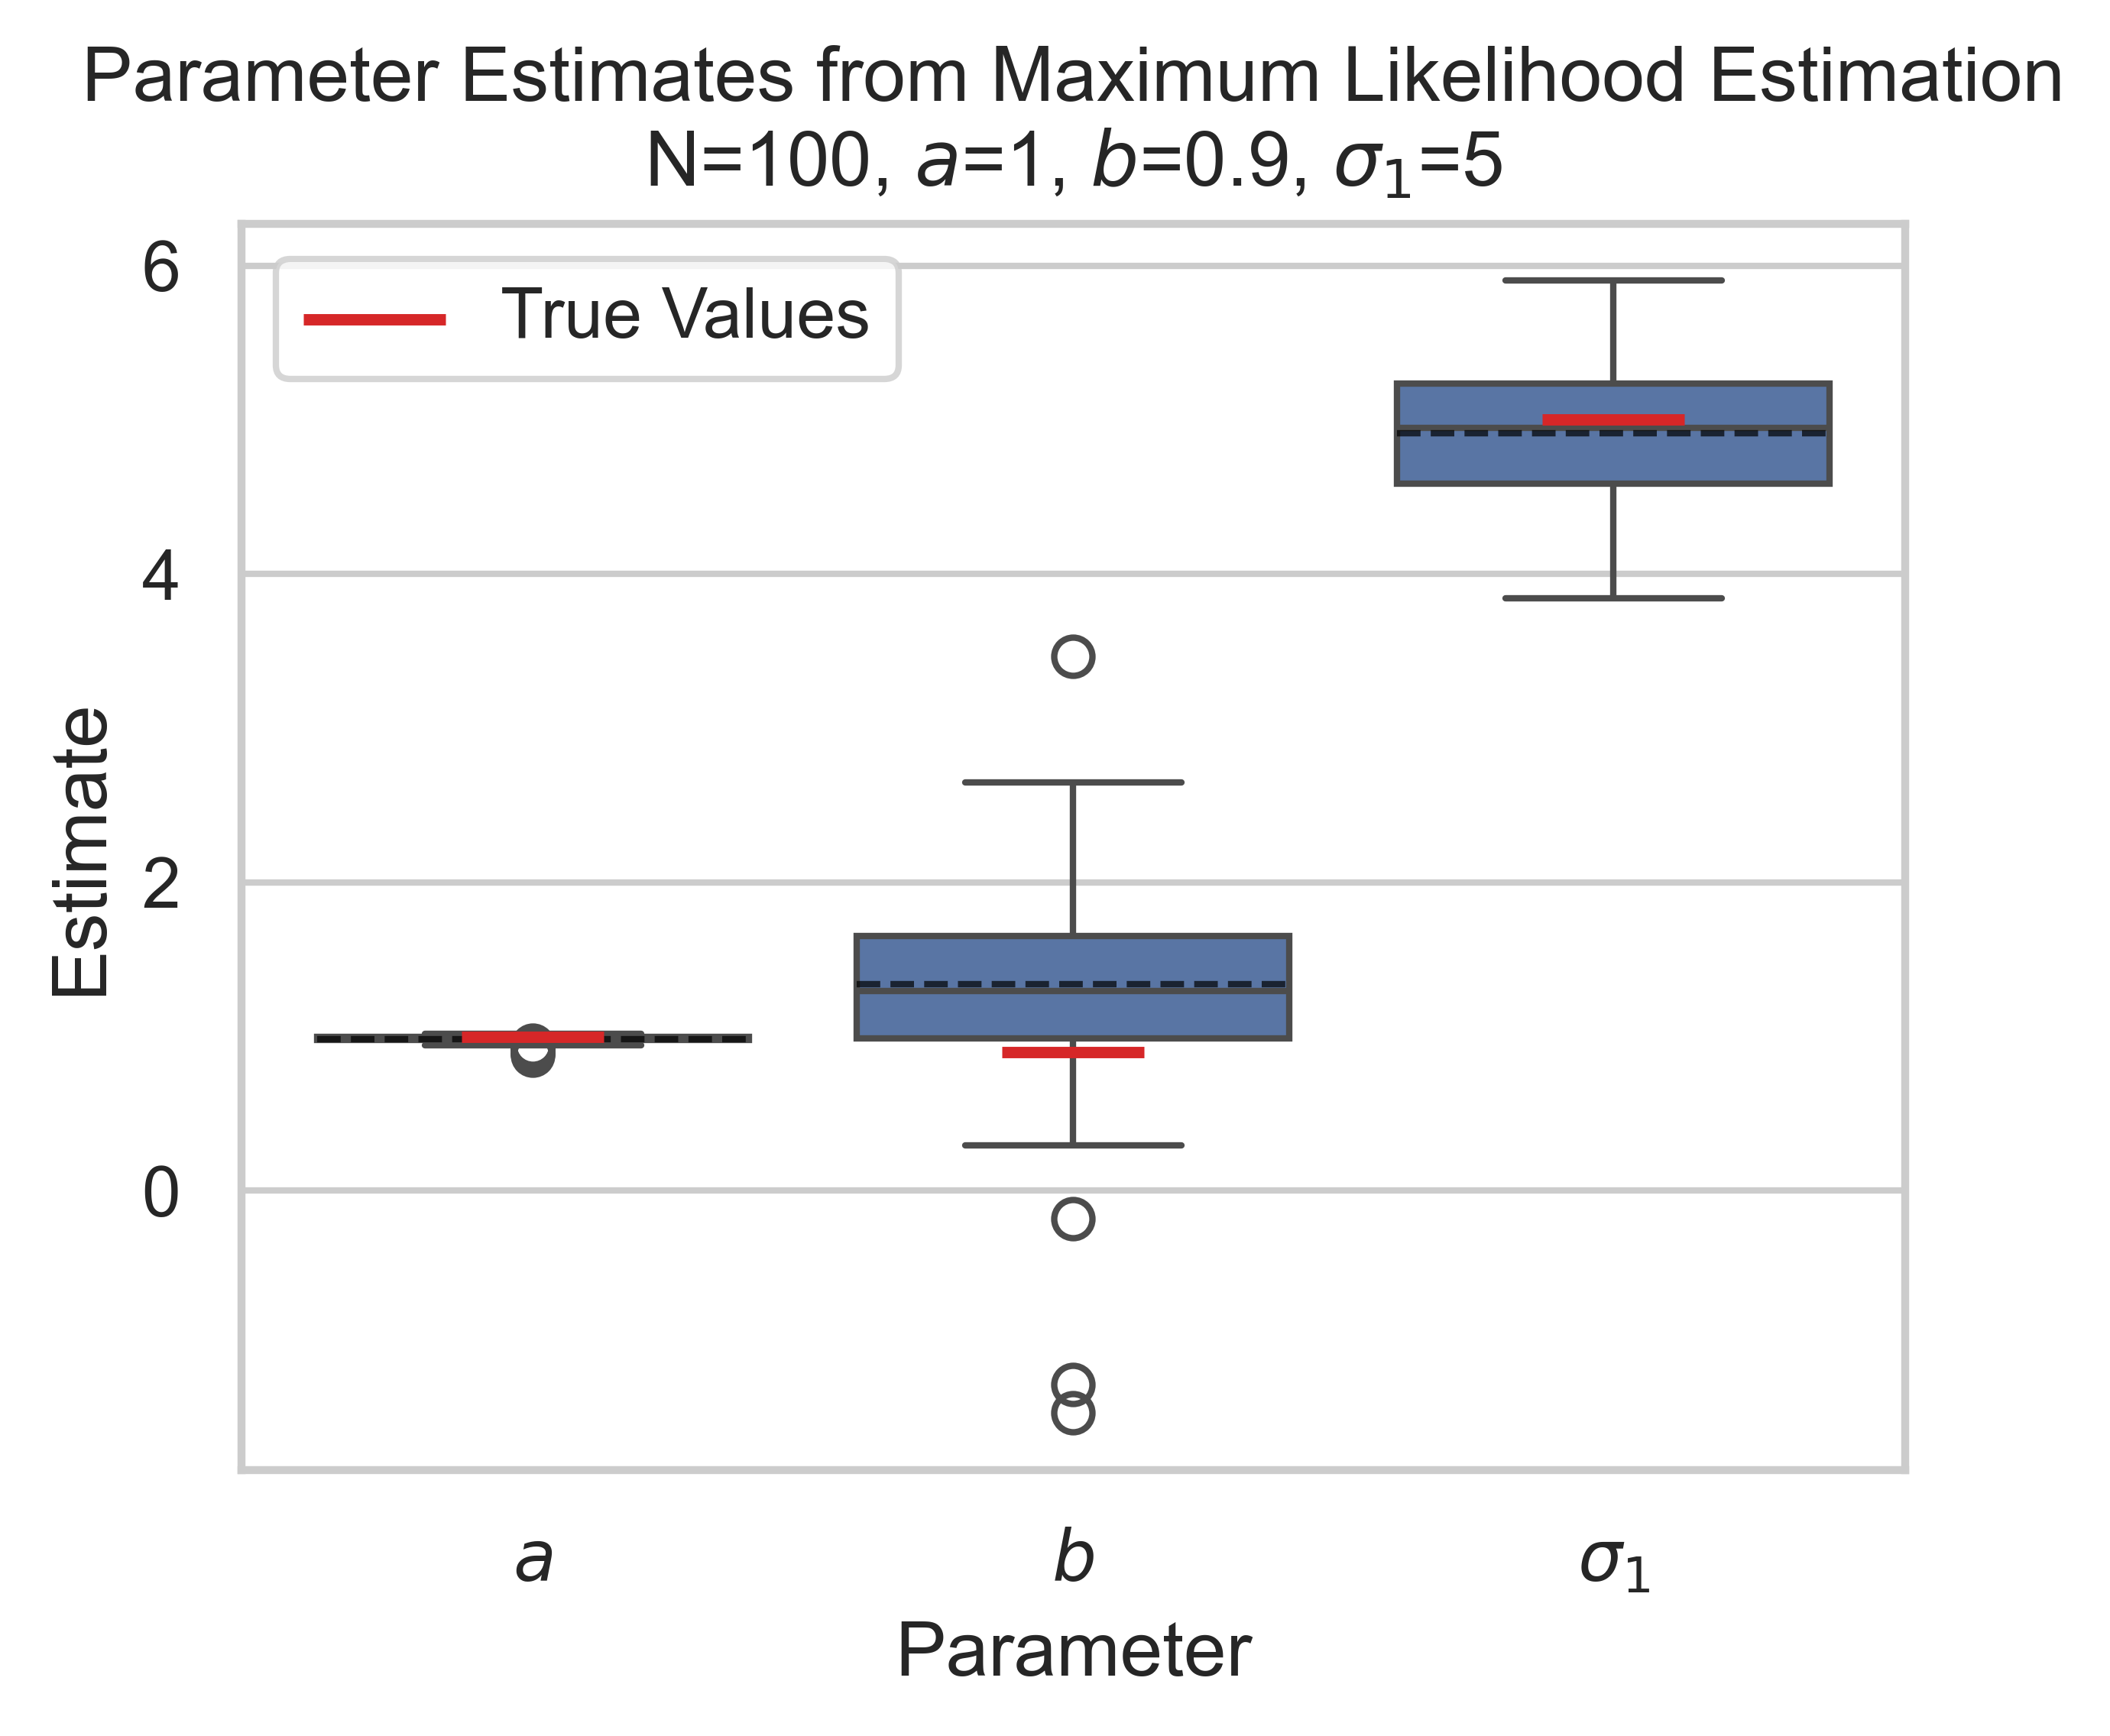 Parameter Estimates from Maximum Likelihood Estimation
N=100, a=1, b=0.9, σ₁=5
True Values
6
4
2
0
Estimate
a
b
σ₁
Parameter